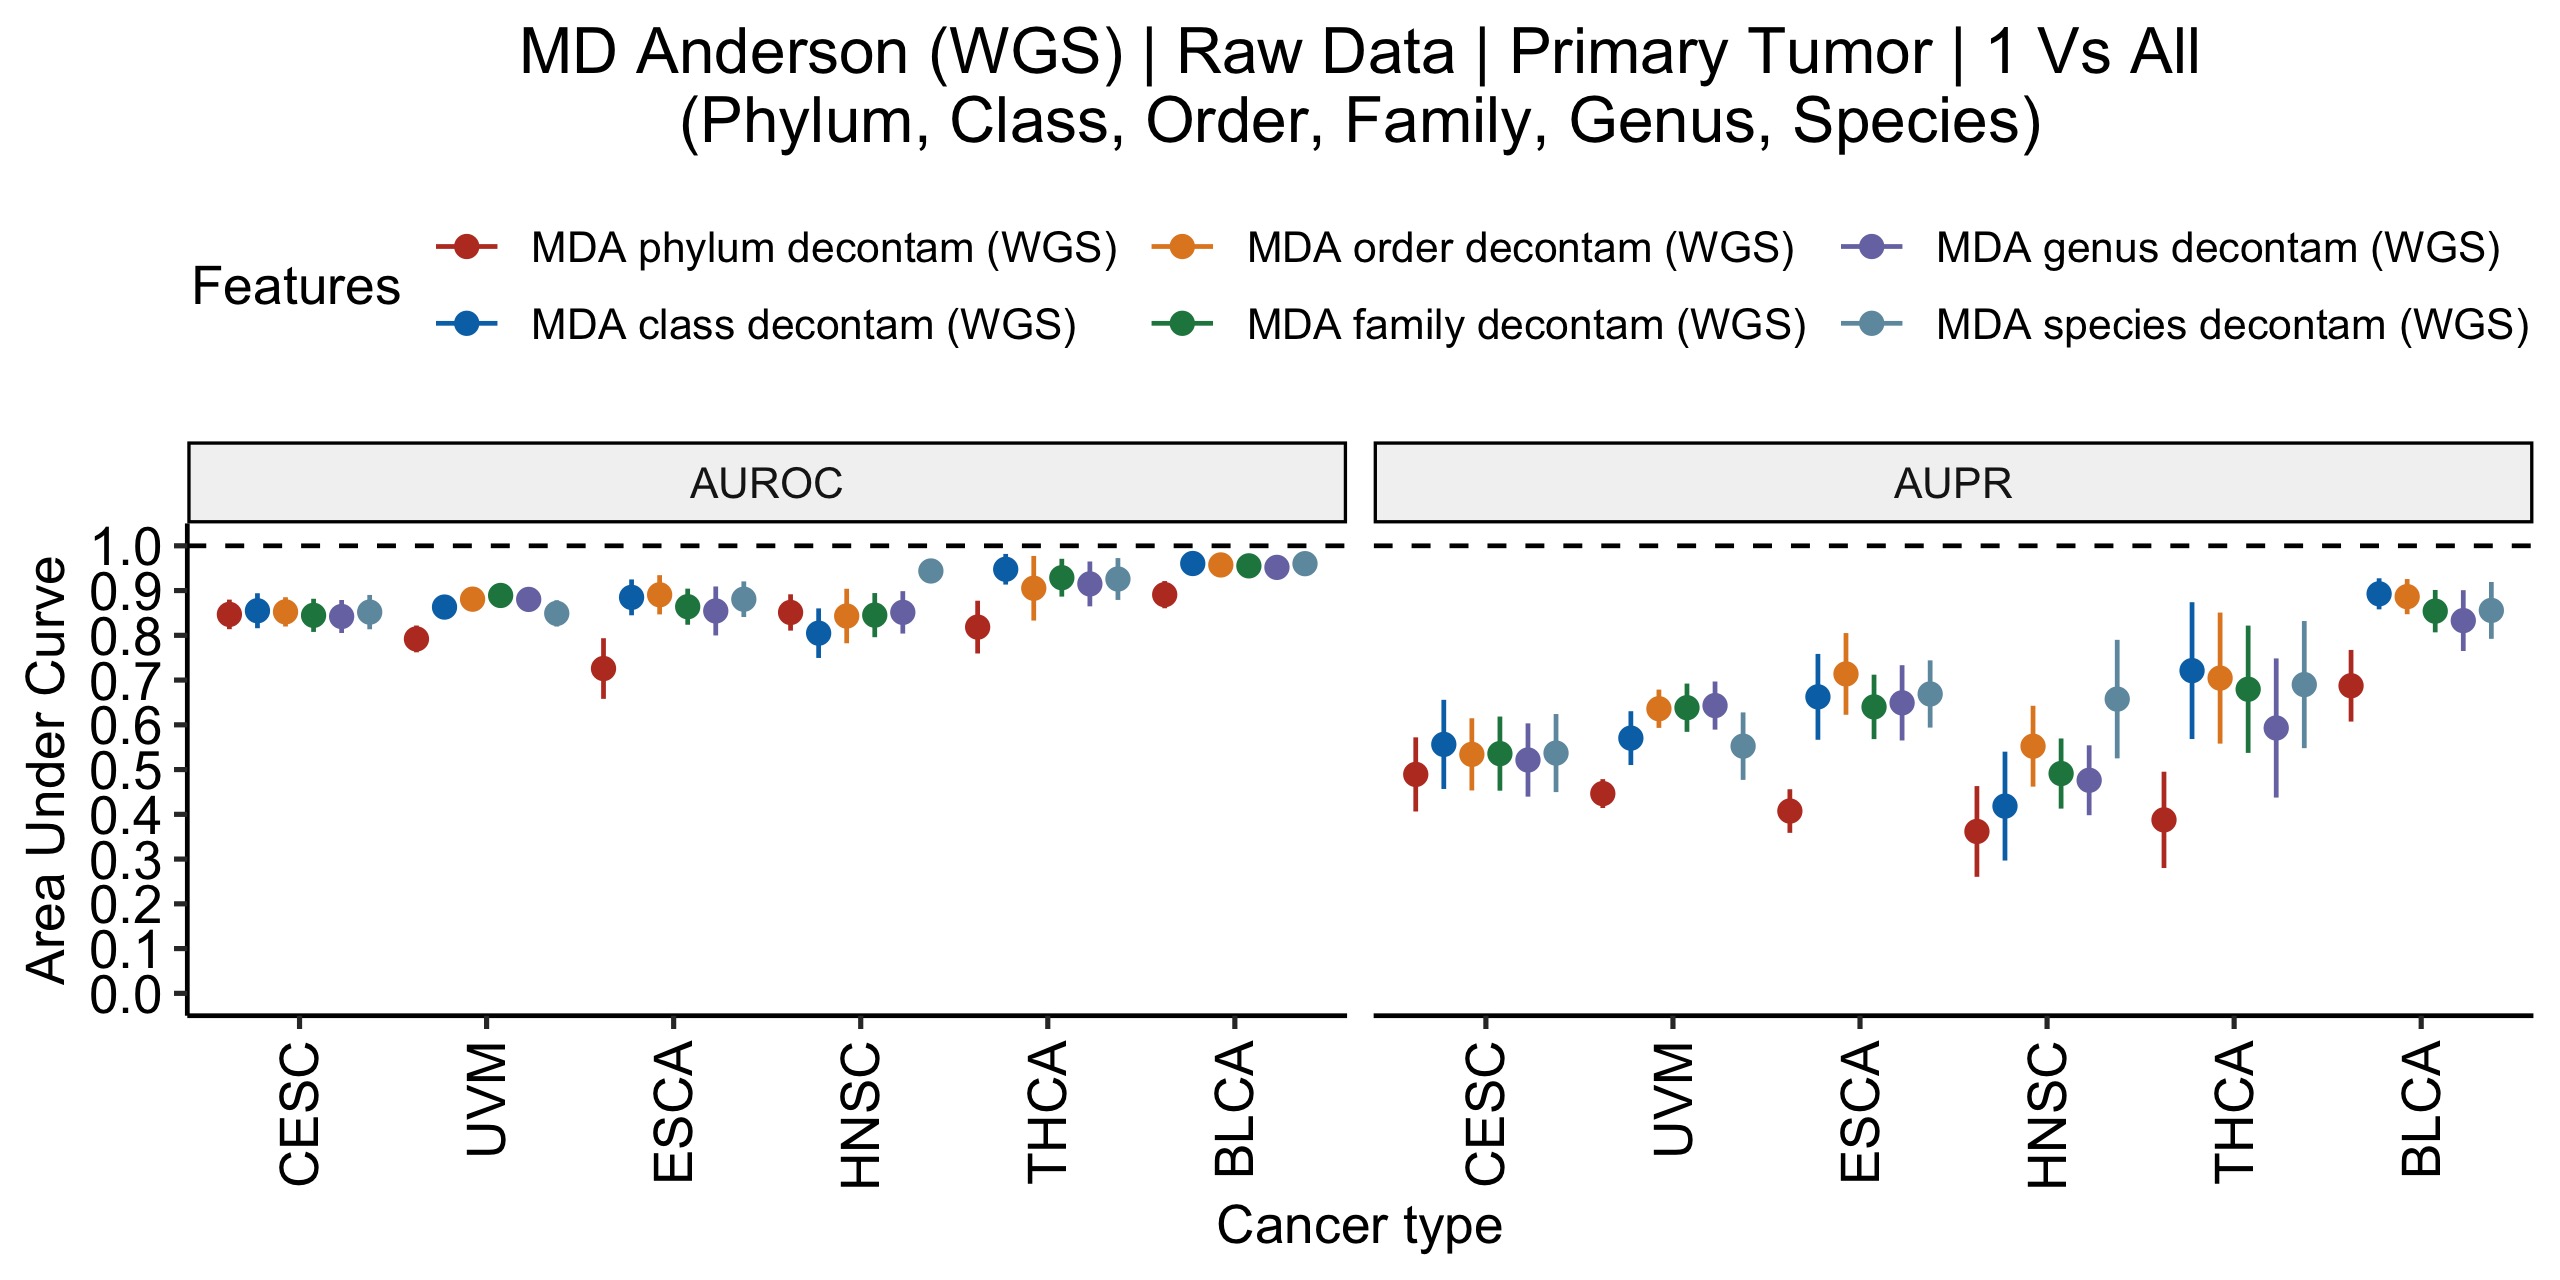 MD Anderson (WGS) | Raw Data | Primary Tumor | 1 Vs All
(Phylum, Class, Order, Family, Genus, Species)
Features
MDA phylum decontam (WGS)
MDA order decontam (WGS)
MDA genus decontam (WGS)
MDA class decontam (WGS)
MDA family decontam (WGS)
MDA species decontam (WGS)
AUROC
AUPR
Area Under Curve
1.0
0.9
0.8
0.7
0.6
0.5
0.4
0.3
0.2
0.1
0.0
CESC
UVM
ESCA
HNSC
THCA
BLCA
CESC
UVM
ESCA
HNSC
THCA
BLCA
Cancer type